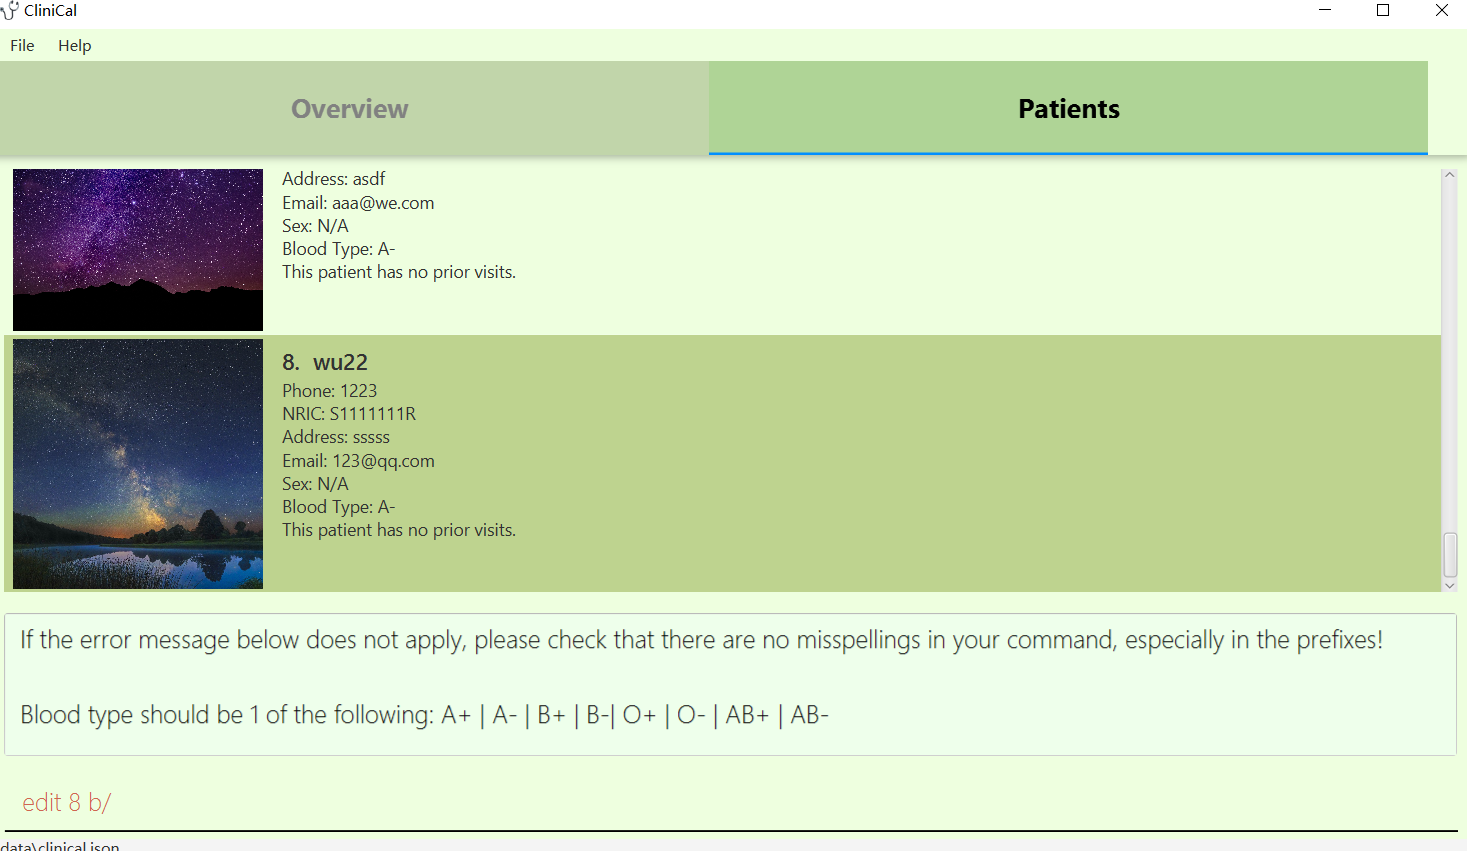 CliniCal
File Help
Overview Patients
Address: asdf
Email: aaa@we.com
Sex: N/A
Blood Type: A-
This patient has no prior visits.
8. wu22
Phone: 1223
NRIC: S1111111R
Address: sssss
Email: 123@qq.com
Sex: N/A
Blood Type: A-
This patient has no prior visits.
If the error message below does not apply, please check that there are no misspellings in your command, especially in the prefixes!
Blood type should be 1 of the following: A+ | A- | B+ | B-| O+ | O- | AB+ | AB-
edit 8 b/
data\clinical.json